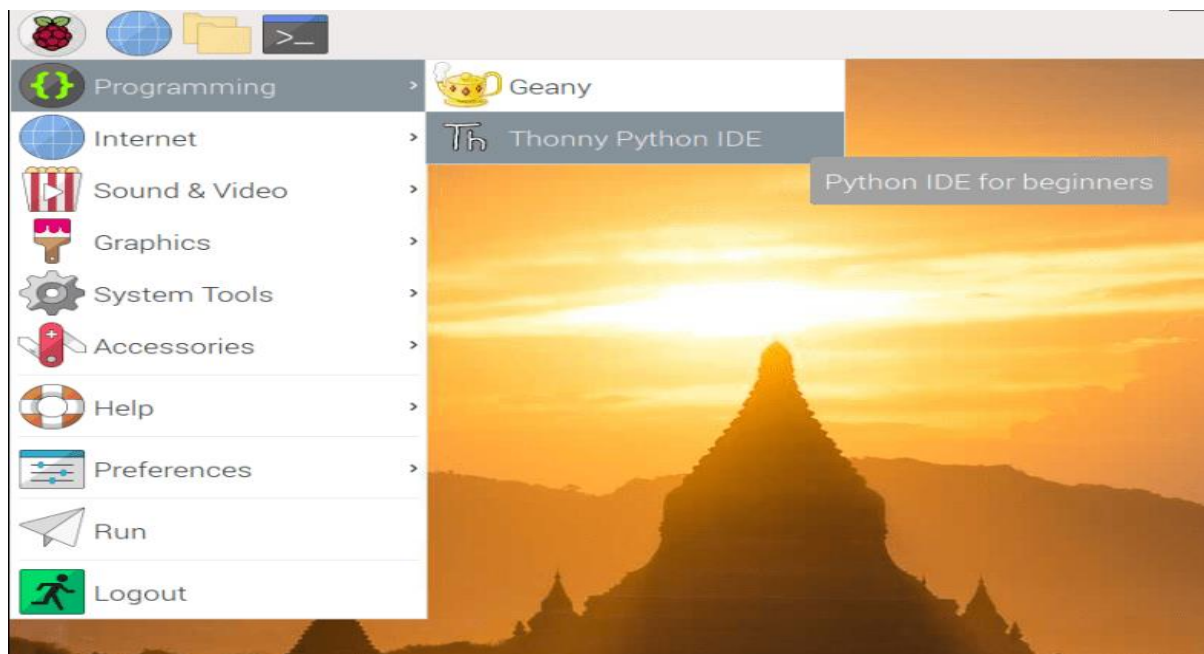 >_
Programming
Geany
Internet
Th Thonny Python IDE
Python IDE for beginners
Sound & Video
Graphics
System Tools
Accessories
Help
Preferences
Run
Logout